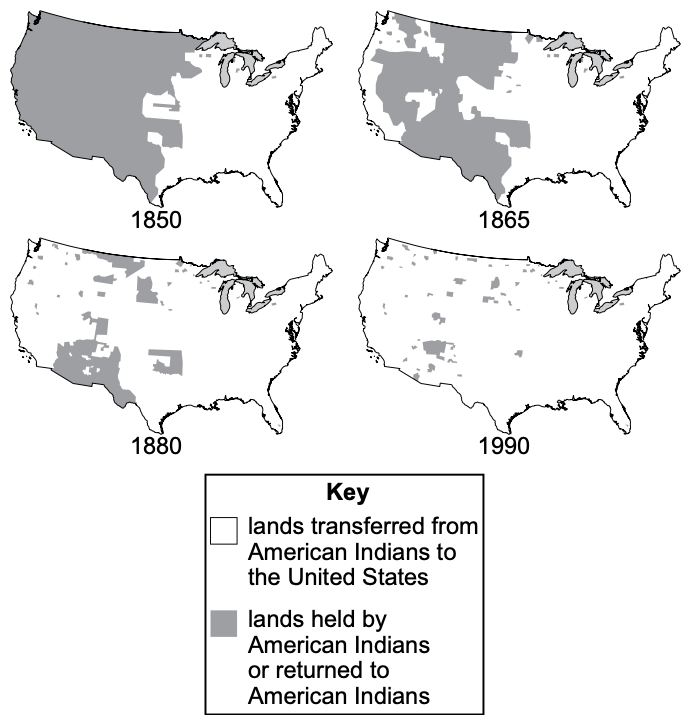 1850
1865
1880
1990
Key
lands transferred from
American Indians to
the United States
lands held by
American Indians
or returned to
American Indians